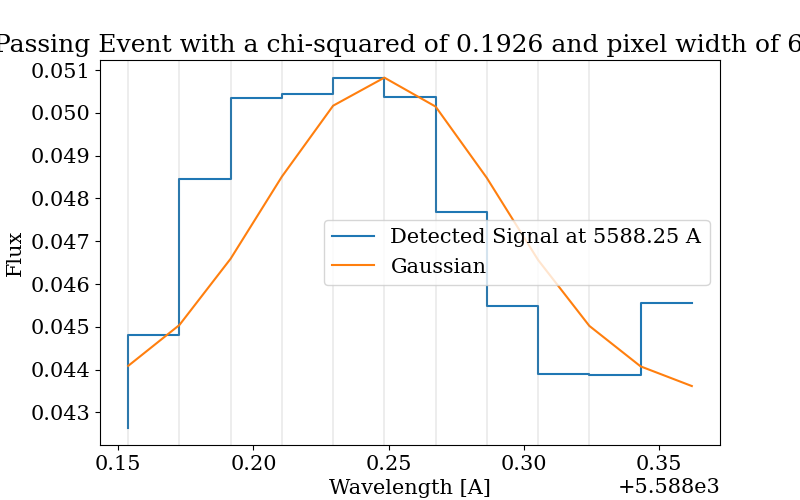 Passing Event with a chi-squared of 0.1926 and pixel width of 6
0.051
0.050
0.049
0.048
0.047
0.046
0.045
0.044
0.043
Flux
Detected Signal at 5588.25 A
Gaussian
0.15 0.20 0.25 0.30 0.35
Wavelength [A]
+5.588e3